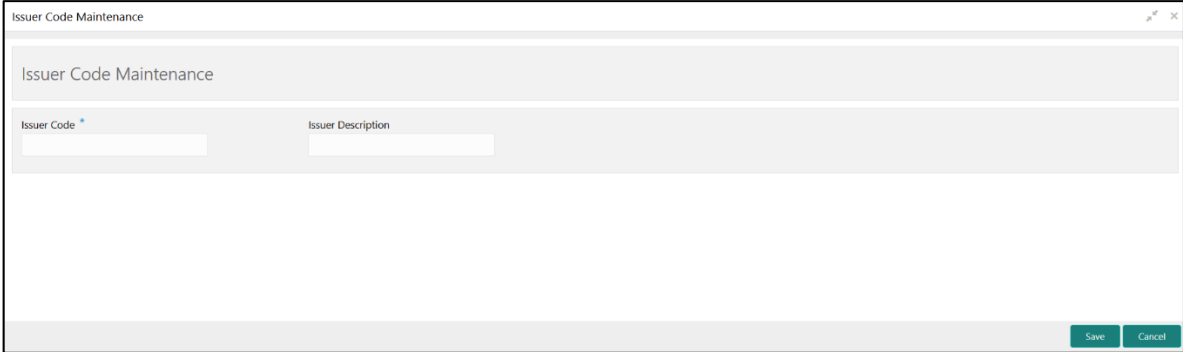 Issuer Code Maintenance
Issuer Code Maintenance
Issuer Code * Issuer Description
Save Cancel